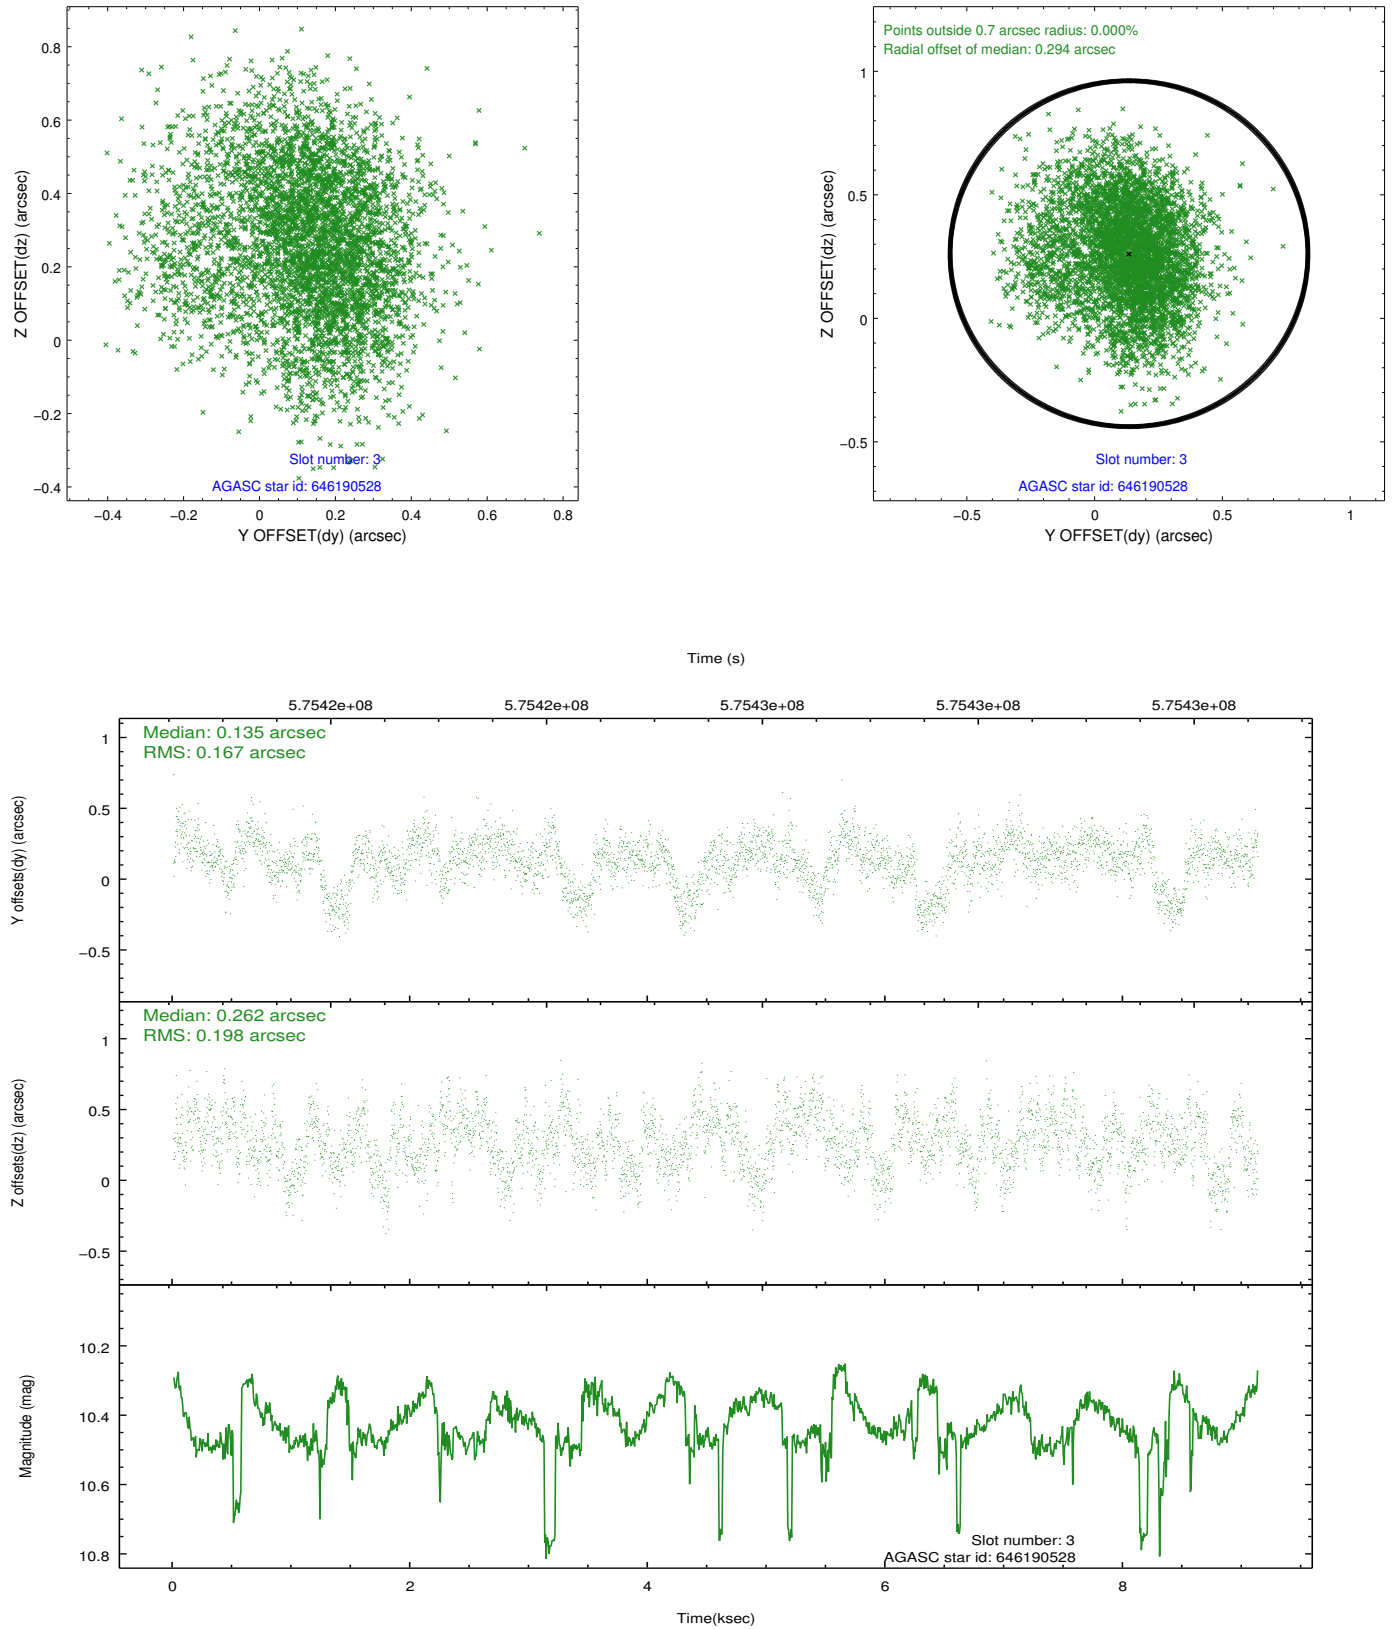 0.8
0.6
0.4
0.2
0
−0.2
−0.4
Z OFFSET(dz) (arcsec)
Slot number: 3
AGASC star id: 646190528
−0.4 −0.2 0 0.2 0.4 0.6 0.8
Y OFFSET(dy) (arcsec)
Points outside 0.7 arcsec radius: 0.000%
Radial offset of median: 0.294 arcsec
1
0.5
0
−0.5
Z OFFSET(dz) (arcsec)
Slot number: 3
AGASC star id: 646190528
−0.5 0 0.5 1
Y OFFSET(dy) (arcsec)
Time (s)
5.7542e+08 5.7542e+08 5.7543e+08 5.7543e+08 5.7543e+08
Median: 0.135 arcsec
RMS: 0.167 arcsec
1
0.5
0
−0.5
Y offsets(dy) (arcsec)
Median: 0.262 arcsec
RMS: 0.198 arcsec
1
0.5
0
−0.5
Z offsets(dz) (arcsec)
10.2
10.4
10.6
10.8
Magnitude (mag)
Slot number: 3
AGASC star id: 646190528
0 2 4 6 8
Time(ksec)